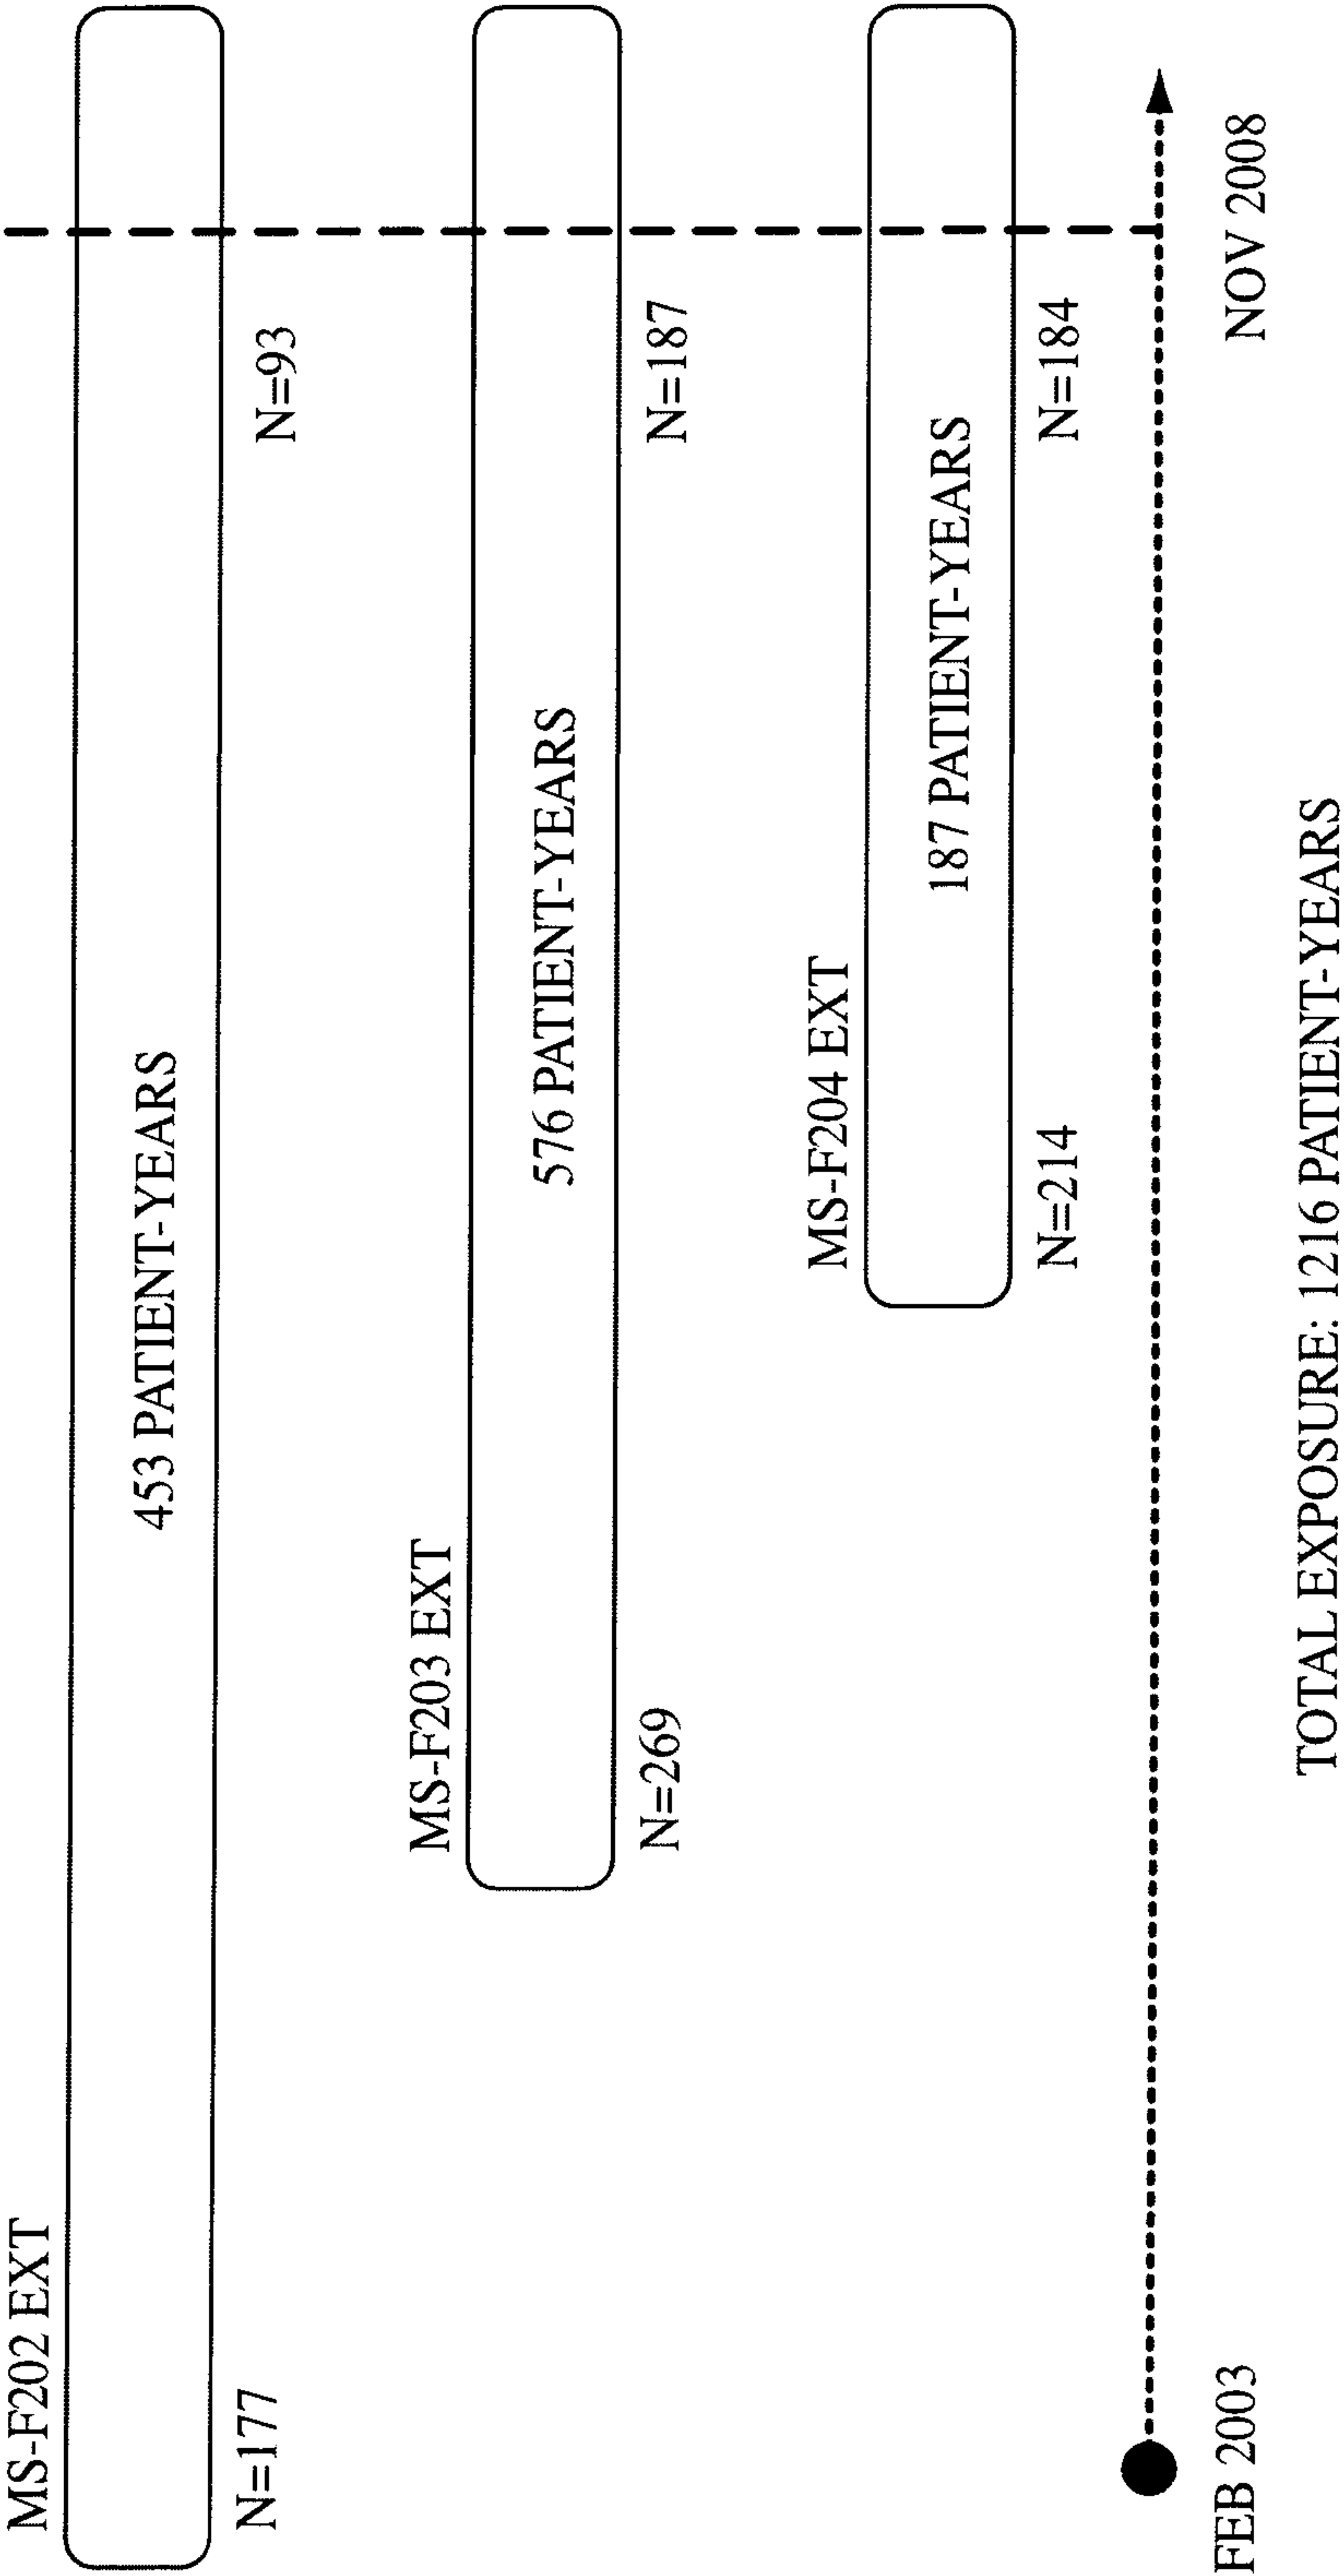 MS-F202 EXT
453 PATIENT-YEARS
N=177
N=93
MS-F203 EXT
576 PATIENT-YEARS
N=269
N=187
MS-F204 EXT
187 PATIENT-YEARS
N=214
N=184
FEB 2003
NOV 2008
TOTAL EXPOSURE: 1216 PATIENT-YEARS